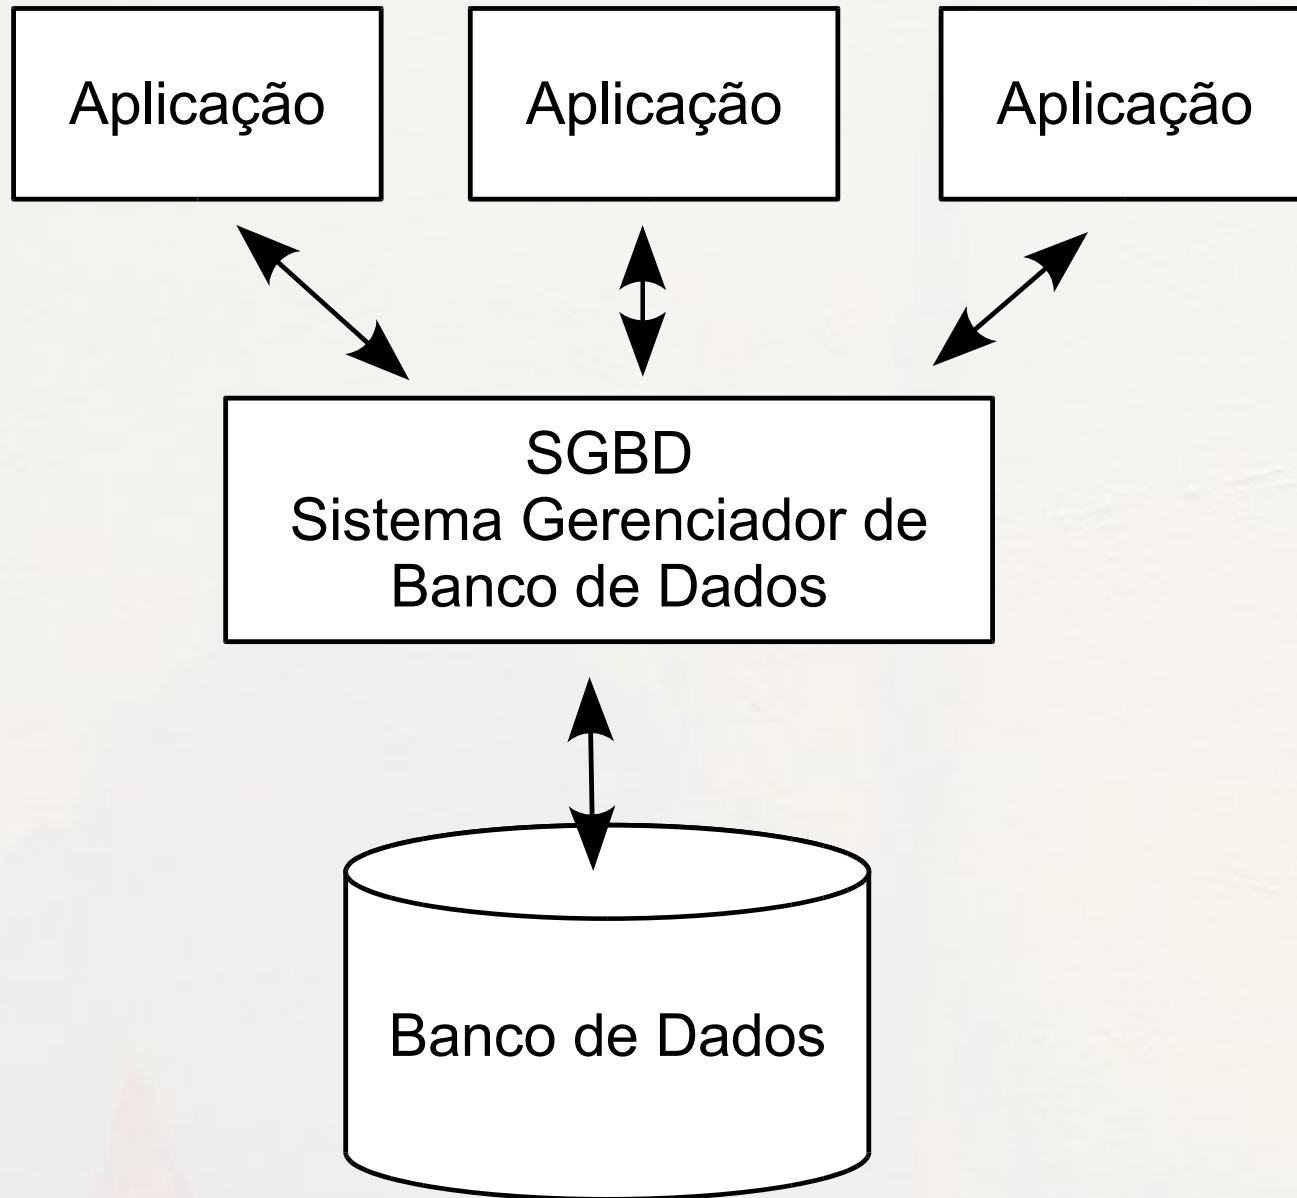 Aplicação
Aplicação
Aplicação
SGBD
Sistema Gerenciador de
Banco de Dados
Banco de Dados